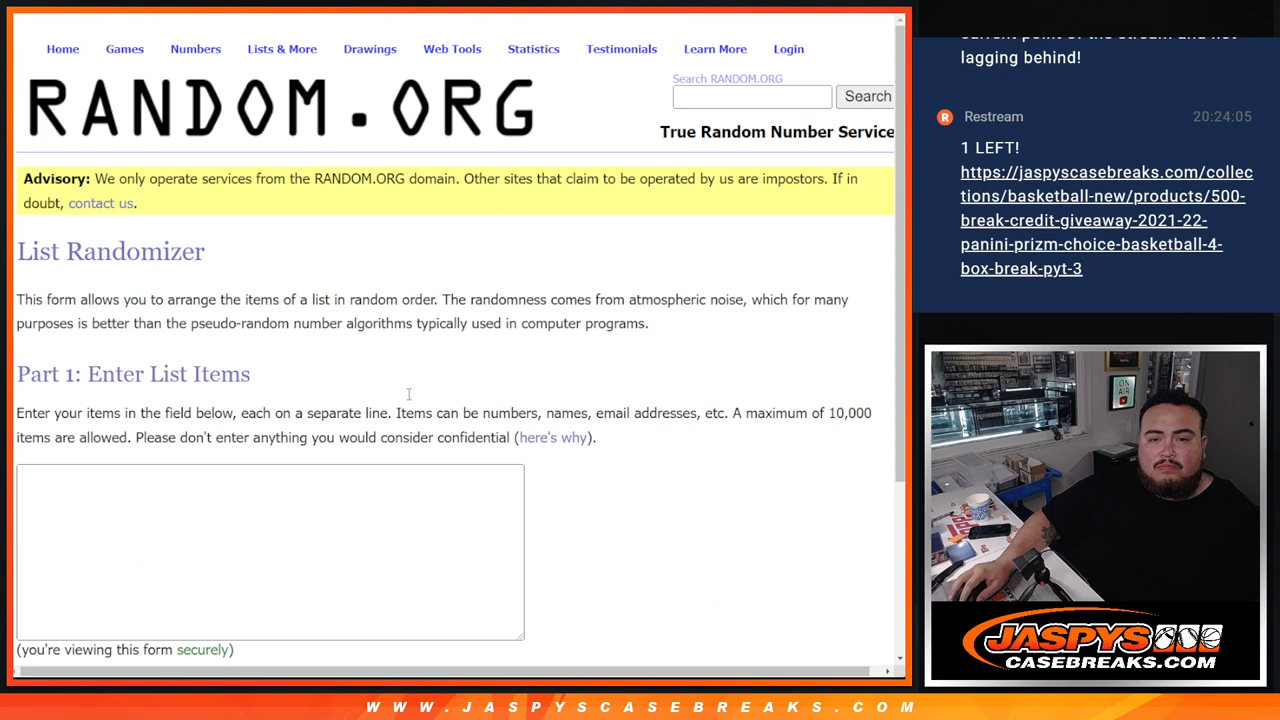 Home Games Numbers Lists & More Drawings Web Tools Statistics Testimonials Learn More Login
RANDOM.ORG
Search RANDOM.ORG
Search
True Random Number Service
Advisory: We only operate services from the RANDOM.ORG domain. Other sites that claim to be operated by us are impostors. If in
doubt, contact us.
List Randomizer
This form allows you to arrange the items of a list in random order. The randomness comes from atmospheric noise, which for many
purposes is better than the pseudo-random number algorithms typically used in computer programs.
Part 1: Enter List Items
Enter your items in the field below, each on a separate line. Items can be numbers, names, email addresses, etc. A maximum of 10,000
items are allowed. Please don't enter anything you would consider confidential (here's why).
(you're viewing this form securely)
current point of the stream and not
lagging behind!
R Restream 20:24:05
1 LEFT!
https://jaspyscasebreaks.com/collec
tions/basketball-new/products/500-
break-credit-giveaway-2021-22-
panini-prizm-choice-basketball-4-
box-break-pyt-3
ON AIR
JASPYS
CASEBREAKS.COM
WWW.JASPYSCASEBREAKS.COM